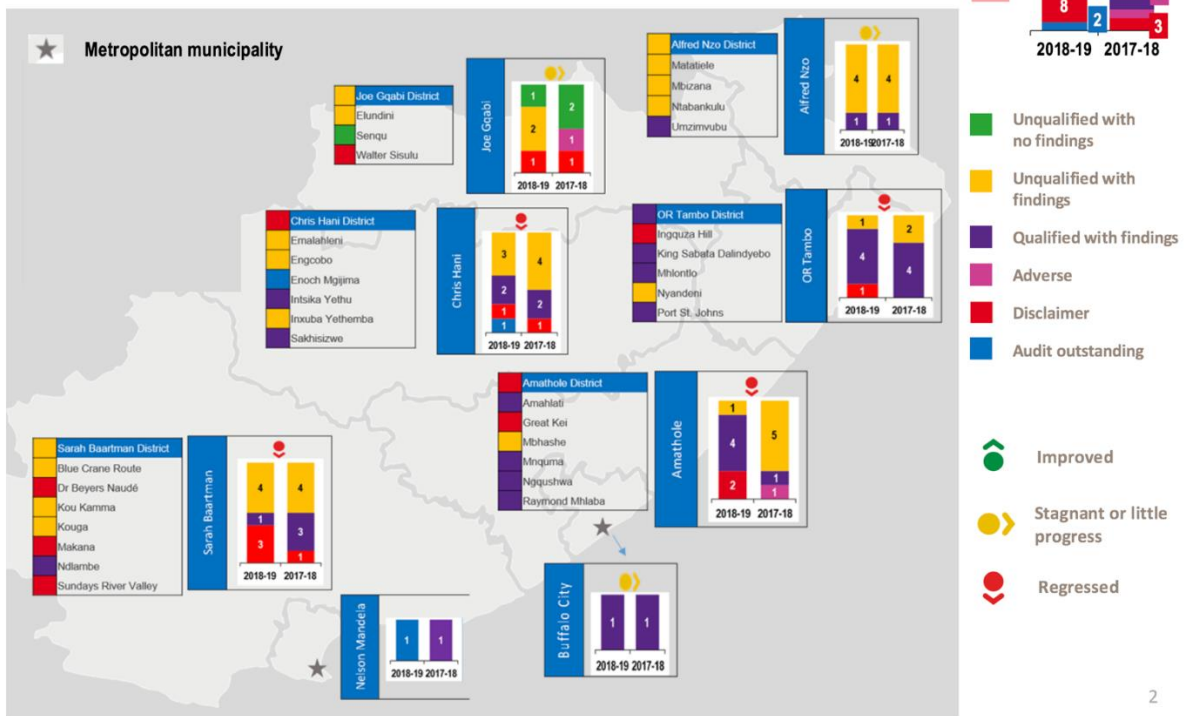 Metropolitan municipality
8
2
3
2018-19 2017-18
Alfred Nzo District
Matatiele
Mbizana
Ntabankulu
Umzimvubu
Alfred Nzo
4
4
1
1
2018-19 2017-18
Joe Gqabi District
Elundini
Senqu
Walter Sisulu
Joe Gqabi
1
2
1
2
1
1
2018-19 2017-18
Unqualified with
no findings
Unqualified with
findings
Qualified with findings
Adverse
Disclaimer
Audit outstanding
Chris Hani District
Emalahleni
Engcobo
Enoch Mgijima
Intsika Yethu
Inxuba Yethemba
Sakhisizwe
Chris Hani
3
2
1
1
4
2
1
2018-19 2017-18
OR Tambo District
Ingquza Hill
King Sabata Dalindyebo
Mhlontlo
Nyandeni
Port St. Johns
OR Tambo
1
4
1
2
4
2018-19 2017-18
Amathole District
Amahlati
Great Kei
Mbhashe
Mnquma
Ngqushwa
Raymond Mhlaba
Amathole
1
4
2
5
1
1
2018-19 2017-18
Sarah Baartman District
Blue Crane Route
Dr Beyers Naudé
Kou Kamma
Kouga
Makana
Ndlambe
Sundays River Valley
Sarah Baartman
4
1
3
4
3
1
2018-19 2017-18
Improved
Stagnant or little
progress
Regressed
Nelson Mandela
1
1
2018-19 2017-18
Buffalo City
1
1
2018-19 2017-18
2